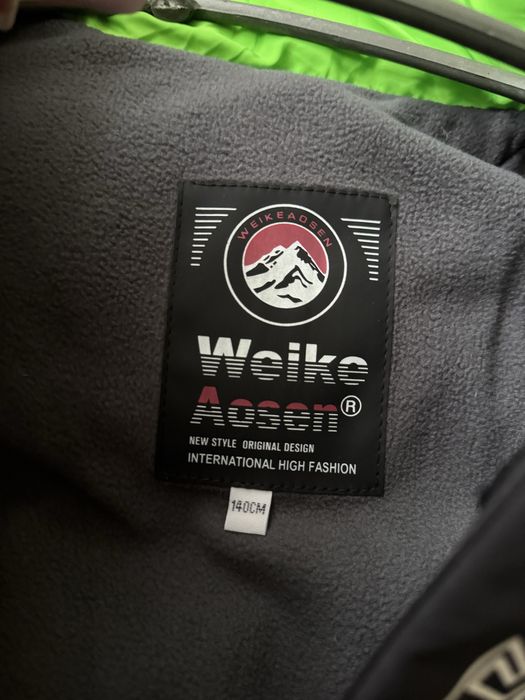 WEIKEAOSEN
Weike
Aosen®
NEW STYLE ORIGINAL DESIGN
INTERNATIONAL HIGH FASHION
140CM